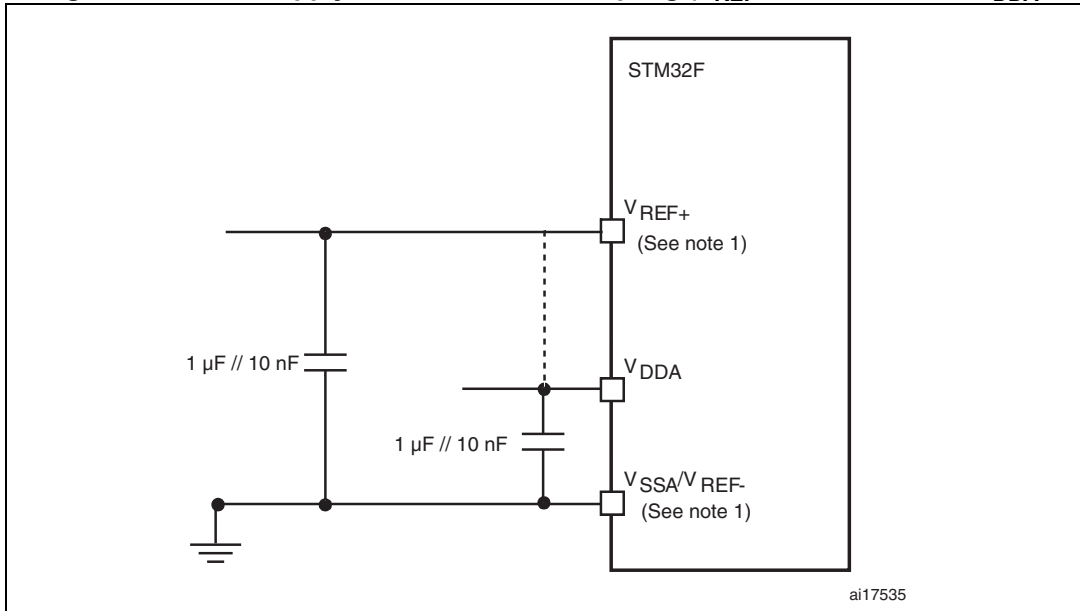 STM32F
VREF+
(See note 1)
1 µF // 10 nF
VDDA
1 µF // 10 nF
VSSA/VREF-
(See note 1)
ai17535